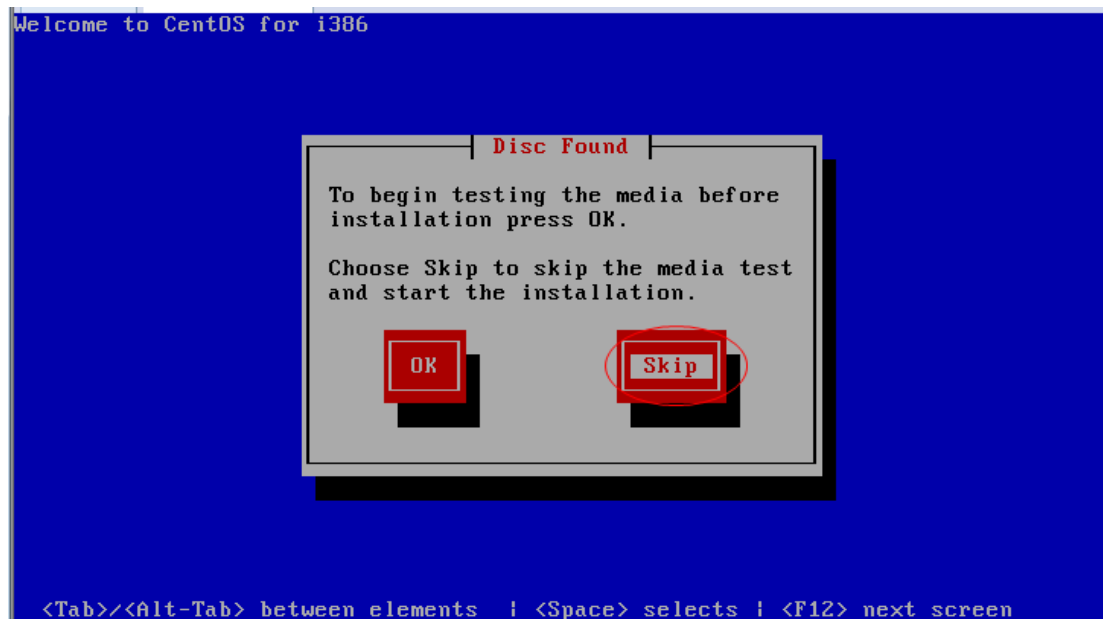 Welcome to CentOS for i386
Disc Found
To begin testing the media before
installation press OK.
Choose Skip to skip the media test
and start the installation.
OK Skip
<Tab>/<Alt-Tab> between elements | <Space> selects | <F12> next screen